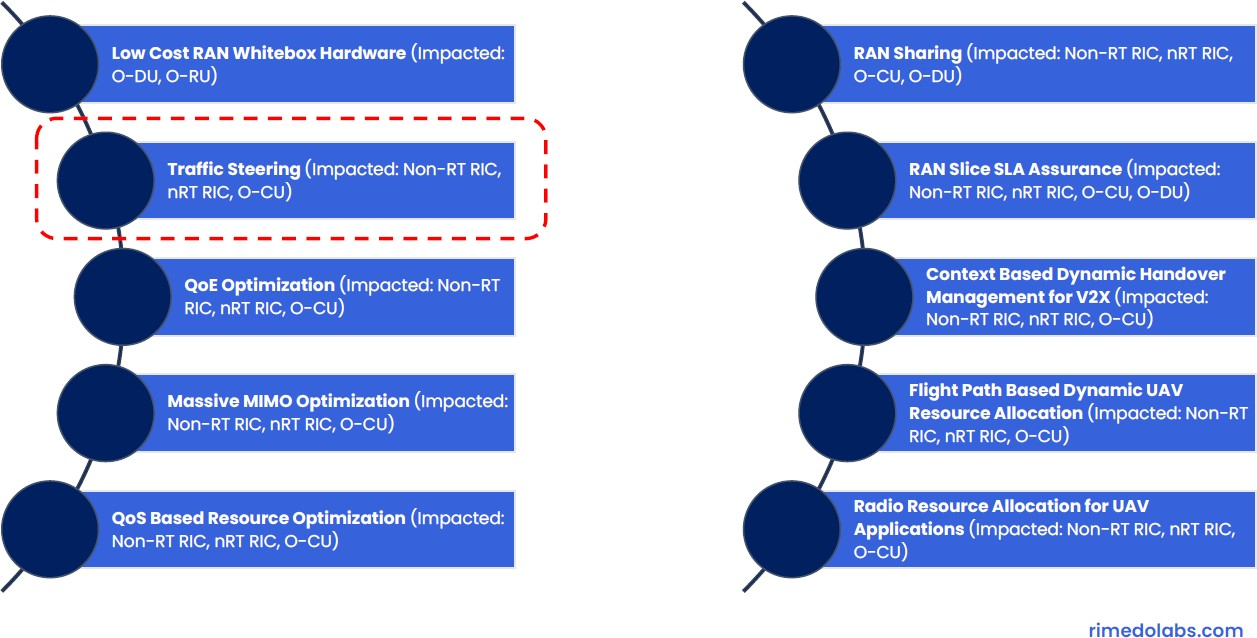 Low Cost RAN Whitebox Hardware (Impacted:
O-DU, O-RU)
Traffic Steering (Impacted: Non-RT RIC,
nRT RIC, O-CU)
QoE Optimization (Impacted: Non-RT
RIC, nRT RIC, O-CU)
Massive MIMO Optimization (Impacted:
Non-RT RIC, nRT RIC, O-CU)
QoS Based Resource Optimization (Impacted:
Non-RT RIC, nRT RIC, O-CU)
RAN Sharing (Impacted: Non-RT RIC, nRT RIC,
O-CU, O-DU)
RAN Slice SLA Assurance (Impacted:
Non-RT RIC, nRT RIC, O-CU, O-DU)
Context Based Dynamic Handover
Management for V2X (Impacted:
Non-RT RIC, nRT RIC, O-CU)
Flight Path Based Dynamic UAV
Resource Allocation (Impacted: Non-RT
RIC, nRT RIC, O-CU)
Radio Resource Allocation for UAV
Applications (Impacted: Non-RT RIC, nRT RIC,
O-CU)
rimedolabs.com